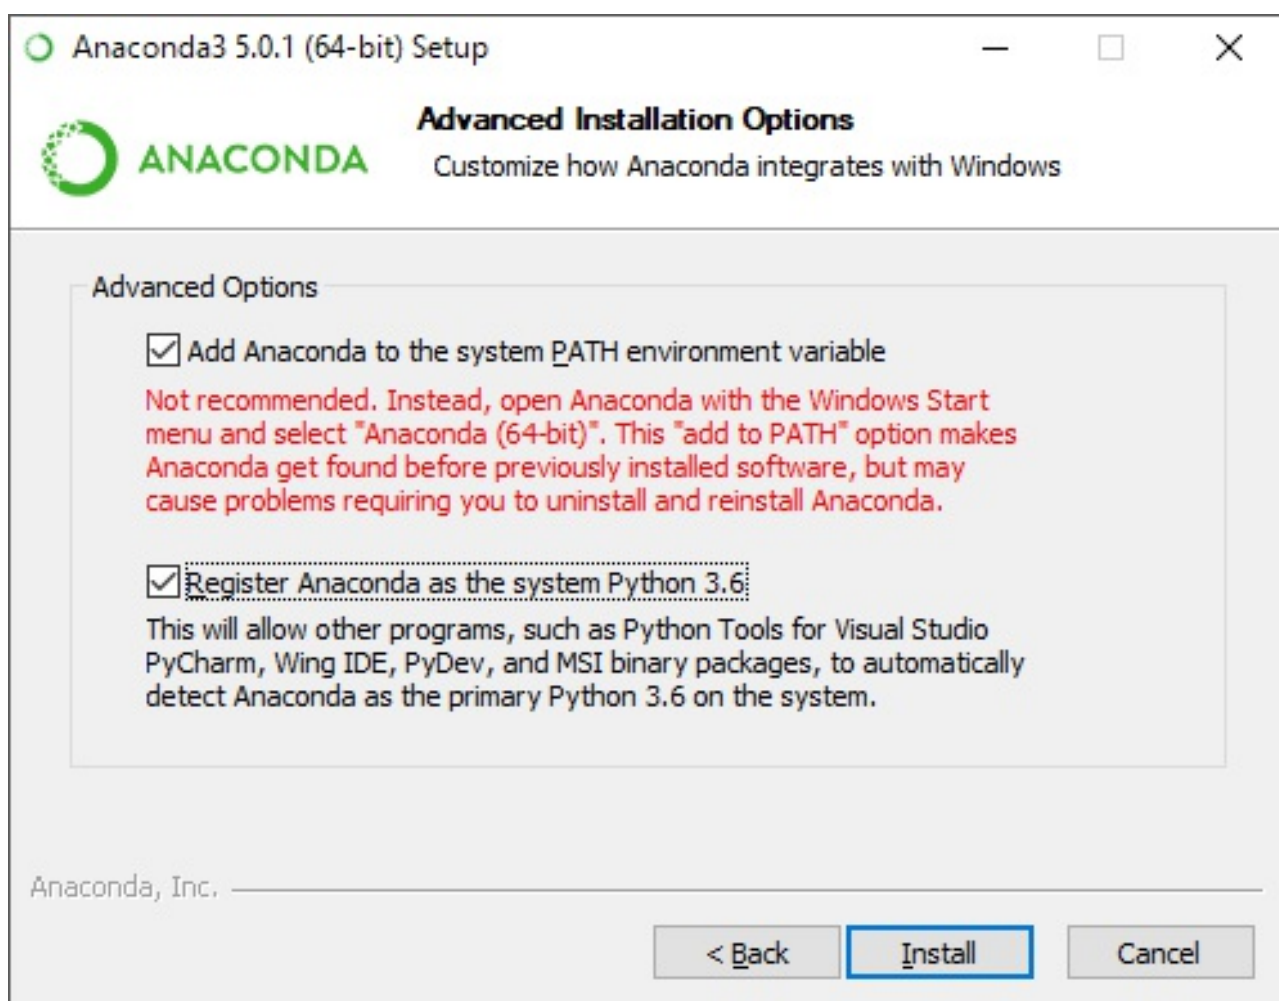 Anaconda3 5.0.1 (64-bit) Setup
ANACONDA
Advanced Installation Options
Customize how Anaconda integrates with Windows
Advanced Options
Add Anaconda to the system PATH environment variable
Not recommended. Instead, open Anaconda with the Windows Start
menu and select "Anaconda (64-bit)". This "add to PATH" option makes
Anaconda get found before previously installed software, but may
cause problems requiring you to uninstall and reinstall Anaconda.
Register Anaconda as the system Python 3.6
This will allow other programs, such as Python Tools for Visual Studio
PyCharm, Wing IDE, PyDev, and MSI binary packages, to automatically
detect Anaconda as the primary Python 3.6 on the system.
Anaconda, Inc.
< Back
Install
Cancel